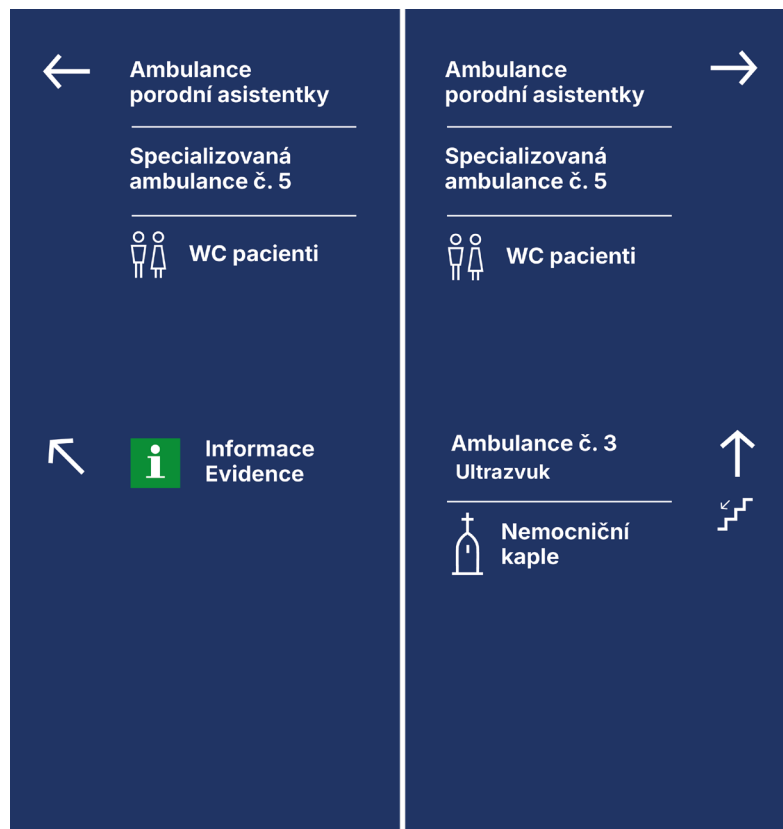 Ambulance
porodní asistentky
Specializovaná
ambulance č. 5
WC pacienti
Informace
Evidence
Ambulance
porodní asistentky
Specializovaná
ambulance č. 5
WC pacienti
Ambulance č. 3
Ultrazvuk
Nemocniční
kaple